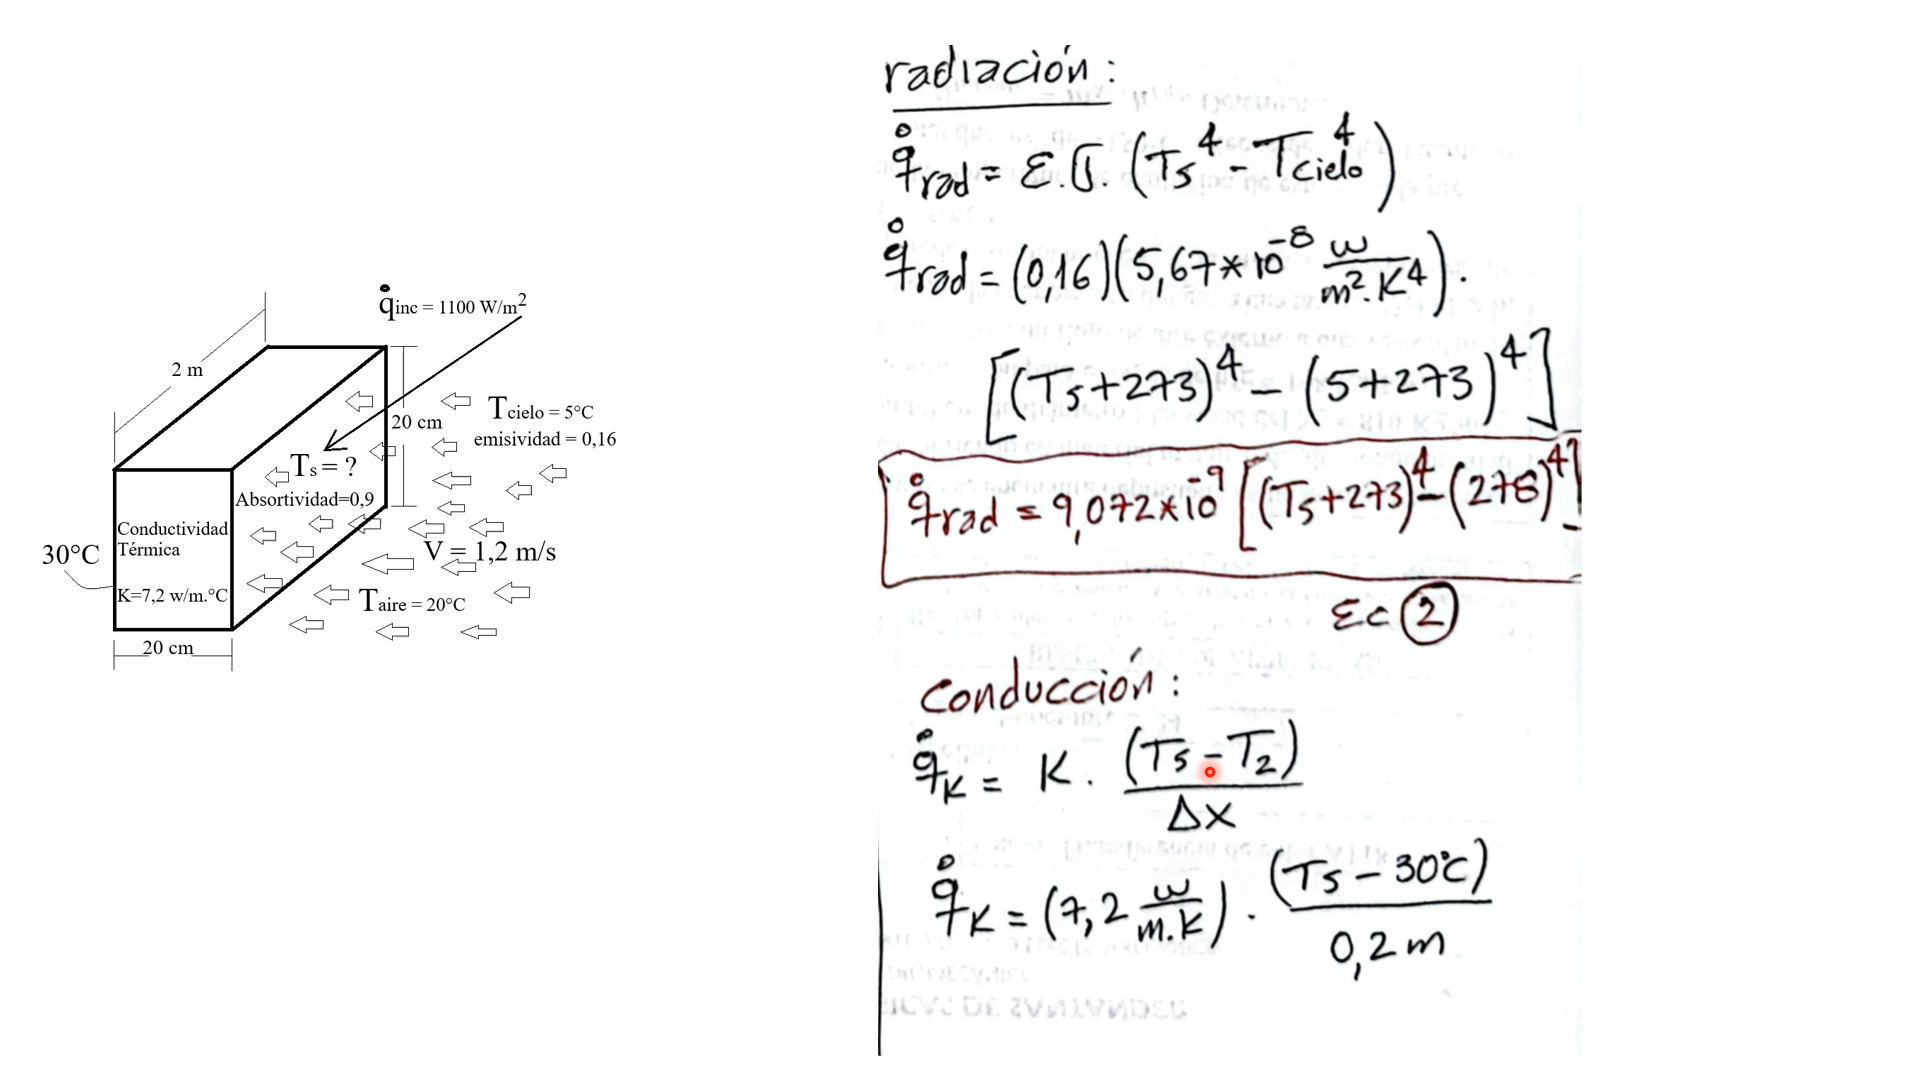 q̇inc = 1100 W/m²
2 m
20 cm
Tcielo = 5°C
emisividad = 0,16
Ts = ?
Absortividad=0,9
Conductividad
Térmica
30°C
V = 1,2 m/s
K=7,2 w/m.°C
Taire = 20°C
20 cm
radiación:
q̇rad = ε.σ.(Ts⁴ - Tcielo⁴)
q̇rad = (0,16)(5,67*10⁻⁸ w/m².K⁴).
[(Ts+273)⁴ - (5+273)⁴]
q̇rad = 9,072*10⁻⁹ [(Ts+273)⁴-(278)⁴]
Ec 2
Conducción:
q̇K = K . (Ts - T2)/ΔX
q̇K = (7,2 w/m.K) . (Ts - 30°C)/0,2 m